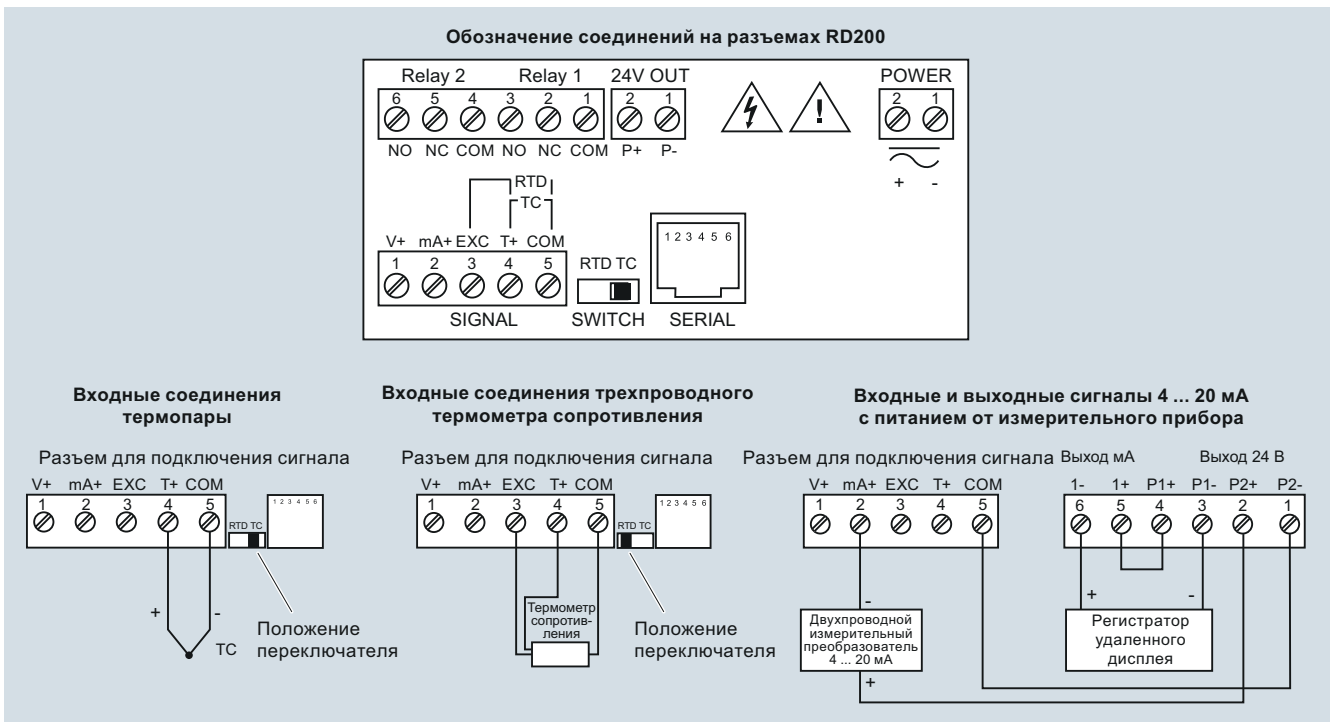 Обозначение соединений на разъемах RD200
Relay 2 Relay 1 24V OUT POWER
6 5 4 3 2 1 2 1 2 1
NO NC COM NO NC COM P+ P-
+ -
RTD
TC
V+ mA+ EXC T+ COM
1 2 3 4 5
RTD TC
1 2 3 4 5 6
SIGNAL SWITCH SERIAL
Входные соединения
термопары
Разъем для подключения сигнала
V+ mA+ EXC T+ COM
1 2 3 4 5
RTD TC
1 2 3 4 5 6
+ -
TC
Положение
переключателя
Входные соединения трехпроводного
термометра сопротивления
Разъем для подключения сигнала
V+ mA+ EXC T+ COM
1 2 3 4 5
RTD TC
1 2 3 4 5 6
Термометр
сопротив-
ления
Положение
переключателя
Входные и выходные сигналы 4 ... 20 мА
с питанием от измерительного прибора
Разъем для подключения сигнала
V+ mA+ EXC T+ COM
1 2 3 4 5
-
Двухпроводной
измерительный
преобразователь
4 ... 20 мА
+
Выход мА Выход 24 В
1- 1+ P1+ P1- P2+ P2-
6 5 4 3 2 1
+ -
Регистратор
удаленного
дисплея